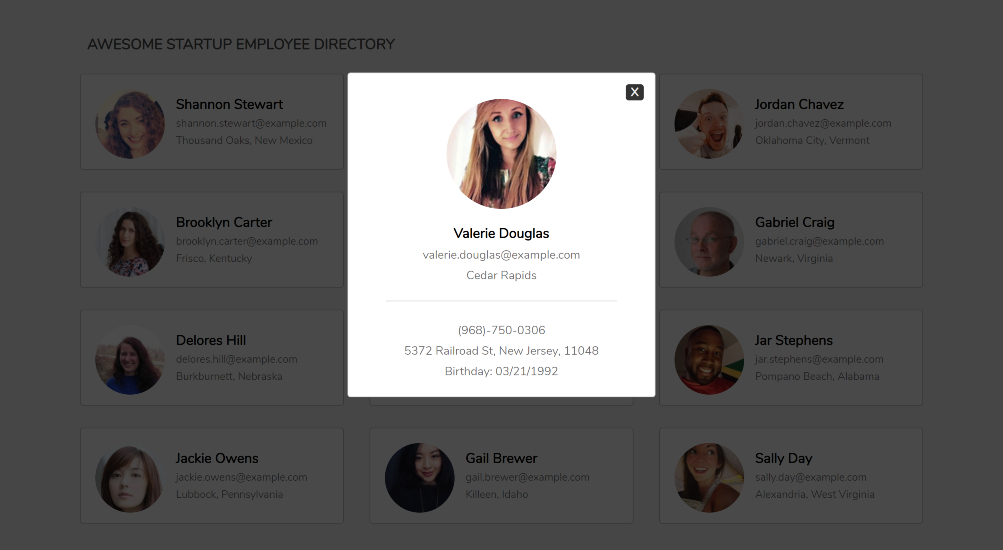 AWESOME STARTUP EMPLOYEE DIRECTORY
Shannon Stewart
shannon.stewart@example.com
Thousand Oaks, New Mexico
X
Valerie Douglas
valerie.douglas@example.com
Cedar Rapids
(968)-750-0306
5372 Railroad St, New Jersey, 11048
Birthday: 03/21/1992
Jordan Chavez
jordan.chavez@example.com
Oklahoma City, Vermont
Brooklyn Carter
brooklyn.carter@example.com
Frisco, Kentucky
Gabriel Craig
gabriel.craig@example.com
Newark, Virginia
Delores Hill
delores.hill@example.com
Burkburnett, Nebraska
Jar Stephens
jar.stephens@example.com
Pompano Beach, Alabama
Jackie Owens
jackie.owens@example.com
Lubbock, Pennsylvania
Gail Brewer
gail.brewer@example.com
Killeen, Idaho
Sally Day
sally.day@example.com
Alexandria, West Virginia